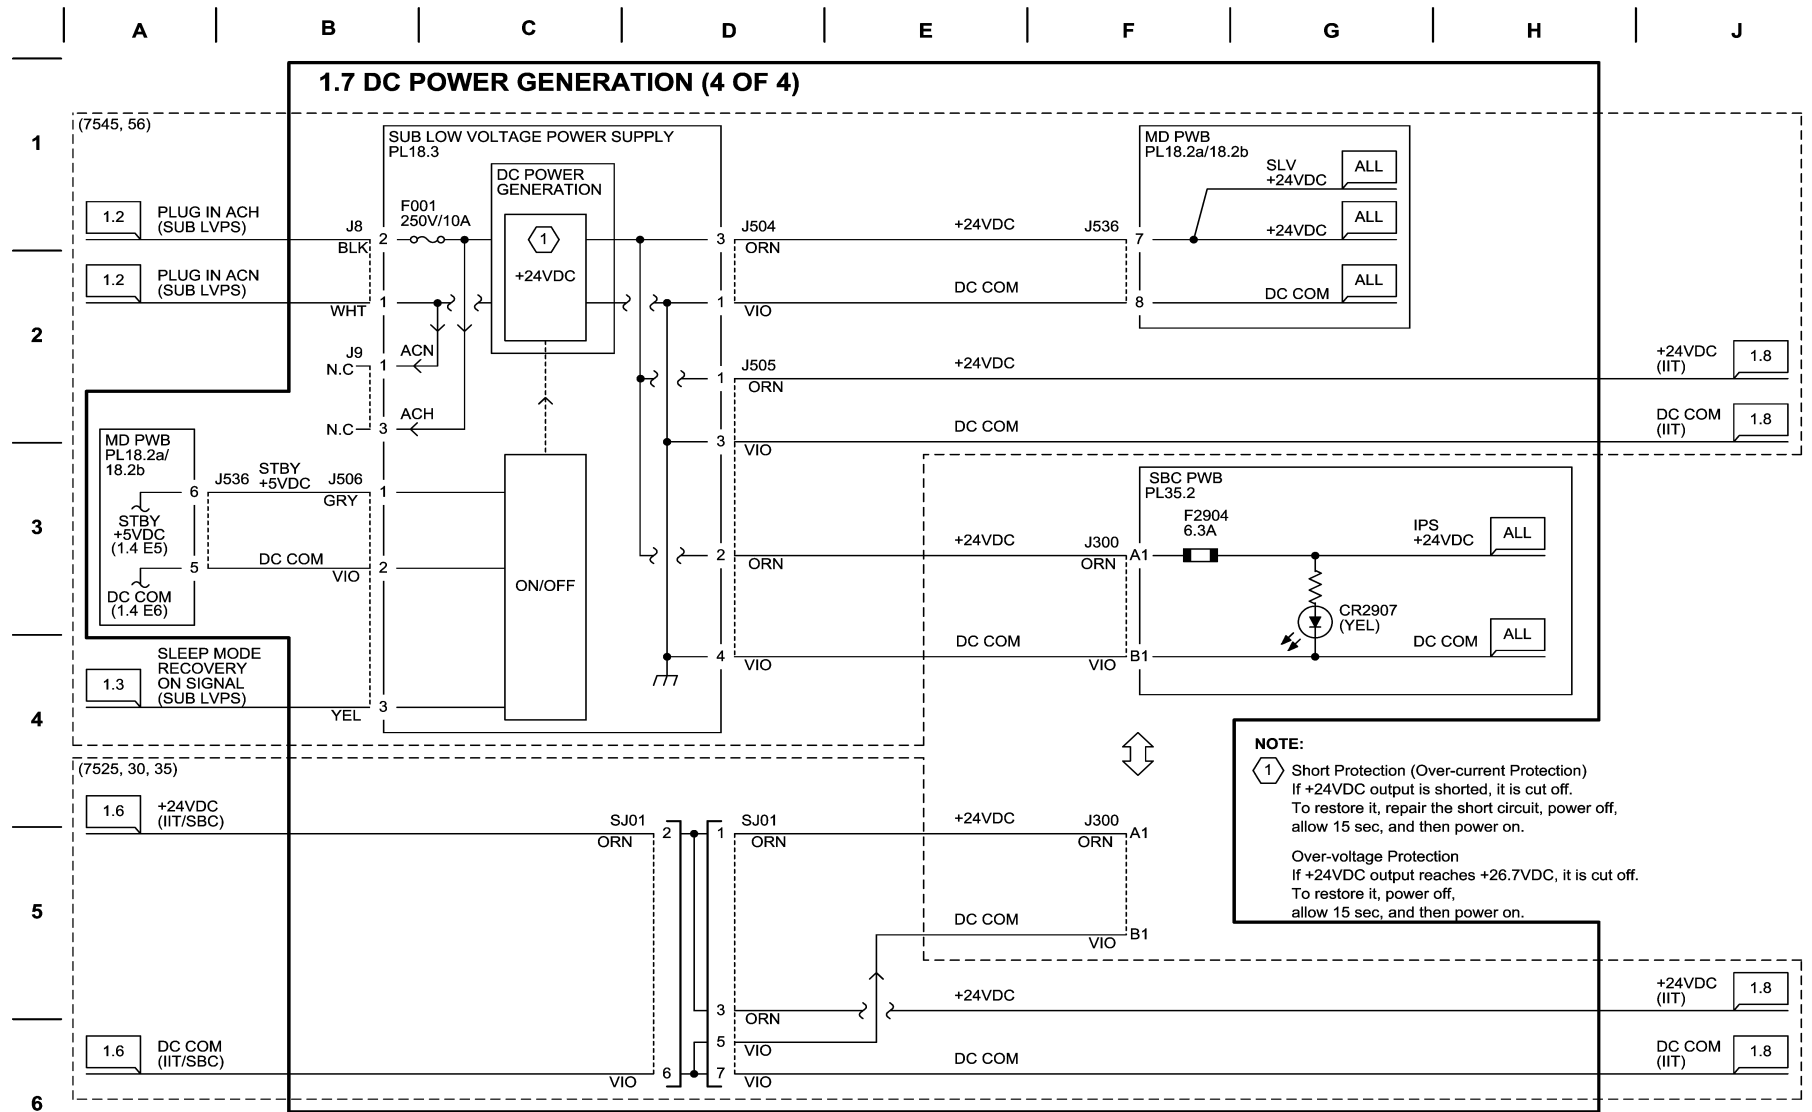 A B C D E F G H J
1.7 DC POWER GENERATION (4 OF 4)
1
2
3
4
5
6
(7545, 56)
1.2
PLUG IN ACH
(SUB LVPS)
J8
BLK
2
1.2
PLUG IN ACN
(SUB LVPS)
WHT
1
SUB LOW VOLTAGE POWER SUPPLY
PL18.3
F001
250V/10A
DC POWER
GENERATION
1
+24VDC
J9
N.C
1
ACN
N.C
3
ACH
MD PWB
PL18.2a/
18.2b
6
STBY
+5VDC
(1.4 E5)
5
DC COM
(1.4 E6)
J536
STBY
+5VDC
J506
GRY
1
DC COM
VIO
2
ON/OFF
1.3
SLEEP MODE
RECOVERY
ON SIGNAL
(SUB LVPS)
YEL
3
3
J504
ORN
+24VDC
J536
7
1
VIO
DC COM
8
MD PWB
PL18.2a/18.2b
SLV
+24VDC
ALL
+24VDC
ALL
DC COM
ALL
1
J505
ORN
+24VDC
+24VDC
(IIT)
1.8
3
VIO
DC COM
DC COM
(IIT)
1.8
2
ORN
+24VDC
J300
ORN
A1
4
VIO
DC COM
VIO
B1
SBC PWB
PL35.2
F2904
6.3A
IPS
+24VDC
ALL
CR2907
(YEL)
DC COM
ALL
NOTE:
1
Short Protection (Over-current Protection)
If +24VDC output is shorted, it is cut off.
To restore it, repair the short circuit, power off,
allow 15 sec, and then power on.
Over-voltage Protection
If +24VDC output reaches +26.7VDC, it is cut off.
To restore it, power off,
allow 15 sec, and then power on.
(7525, 30, 35)
1.6
+24VDC
(IIT/SBC)
SJ01
ORN
2
1
SJ01
ORN
+24VDC
J300
ORN
A1
DC COM
VIO
B1
3
ORN
+24VDC
+24VDC
(IIT)
1.8
5
VIO
1.6
DC COM
(IIT/SBC)
VIO
6
7
VIO
DC COM
DC COM
(IIT)
1.8